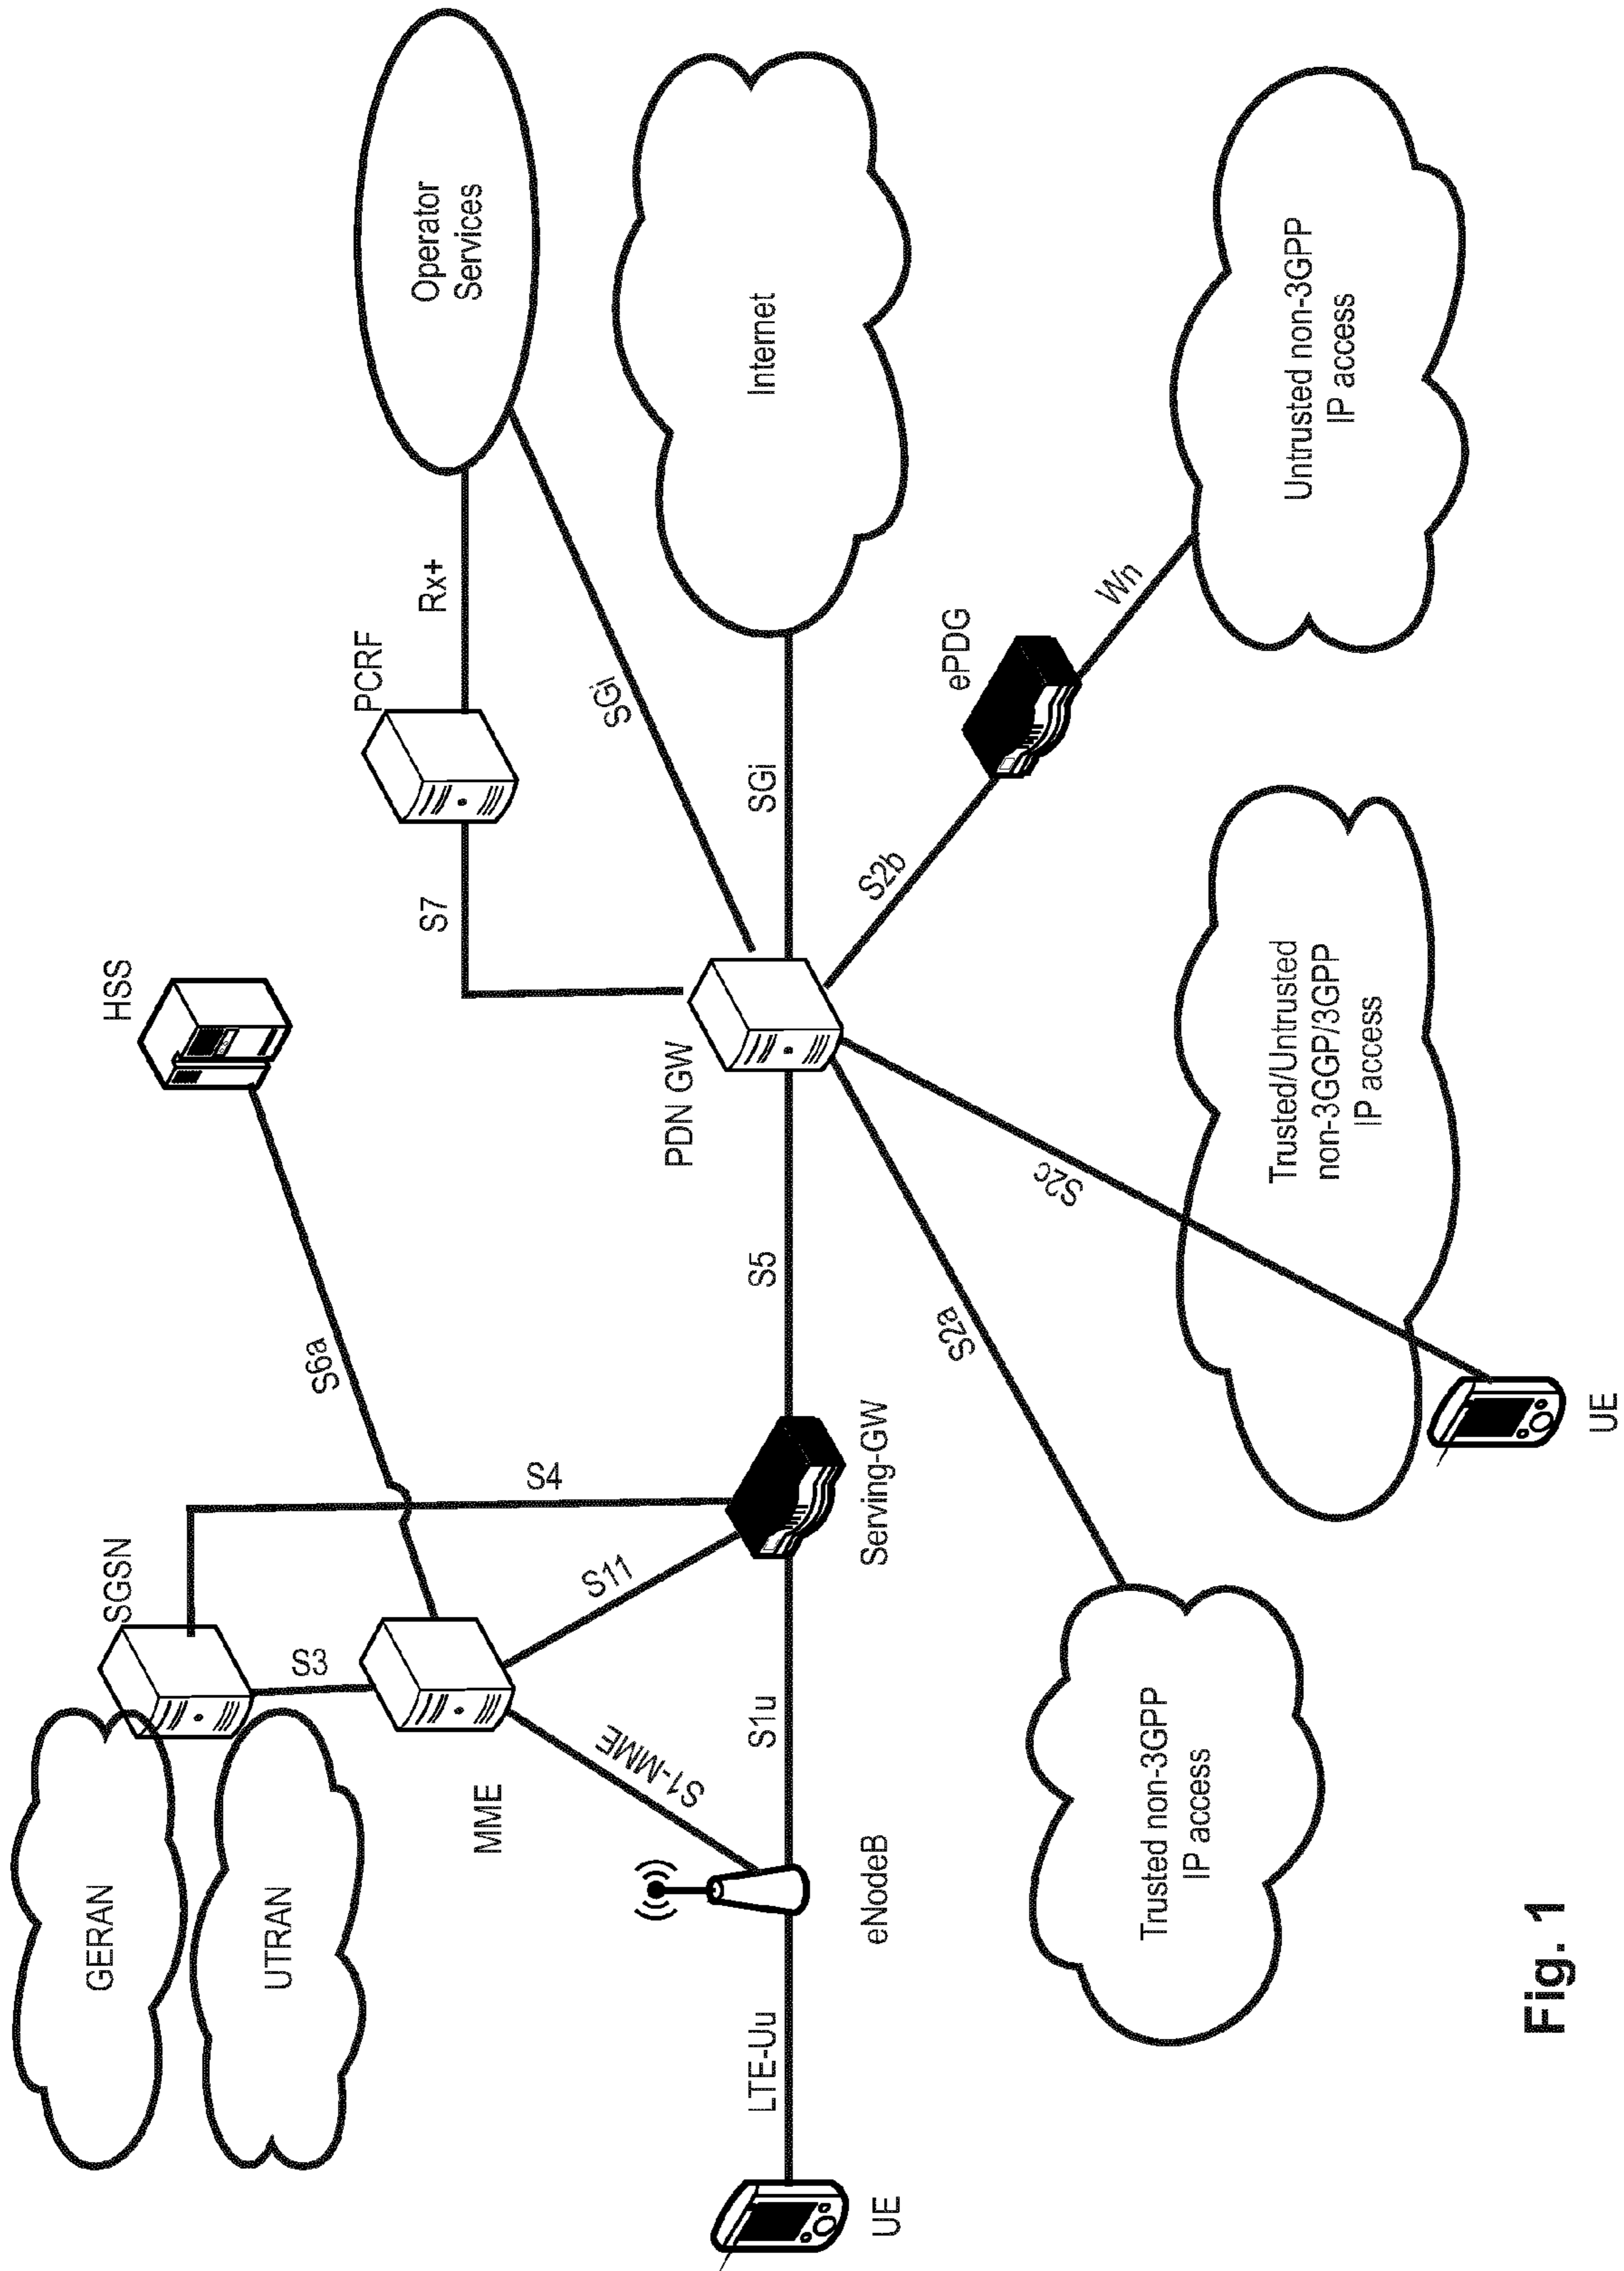 GERAN
UTRAN
SGSN
HSS
S3
S4
S6a
MME
S11
S1-MME
PCRF
S7
Rx+
Operator
Services
SGi
Internet
SGi
PDN GW
S5
S1u
LTE-Uu
UE
eNodeB
Serving-GW
S2a
S2c
S2b
ePDG
Wn
Trusted non-3GPP
IP access
Trusted/Untrusted
non-3GGP/3GPP
IP access
Untrusted non-3GPP
IP access
UE
Fig. 1